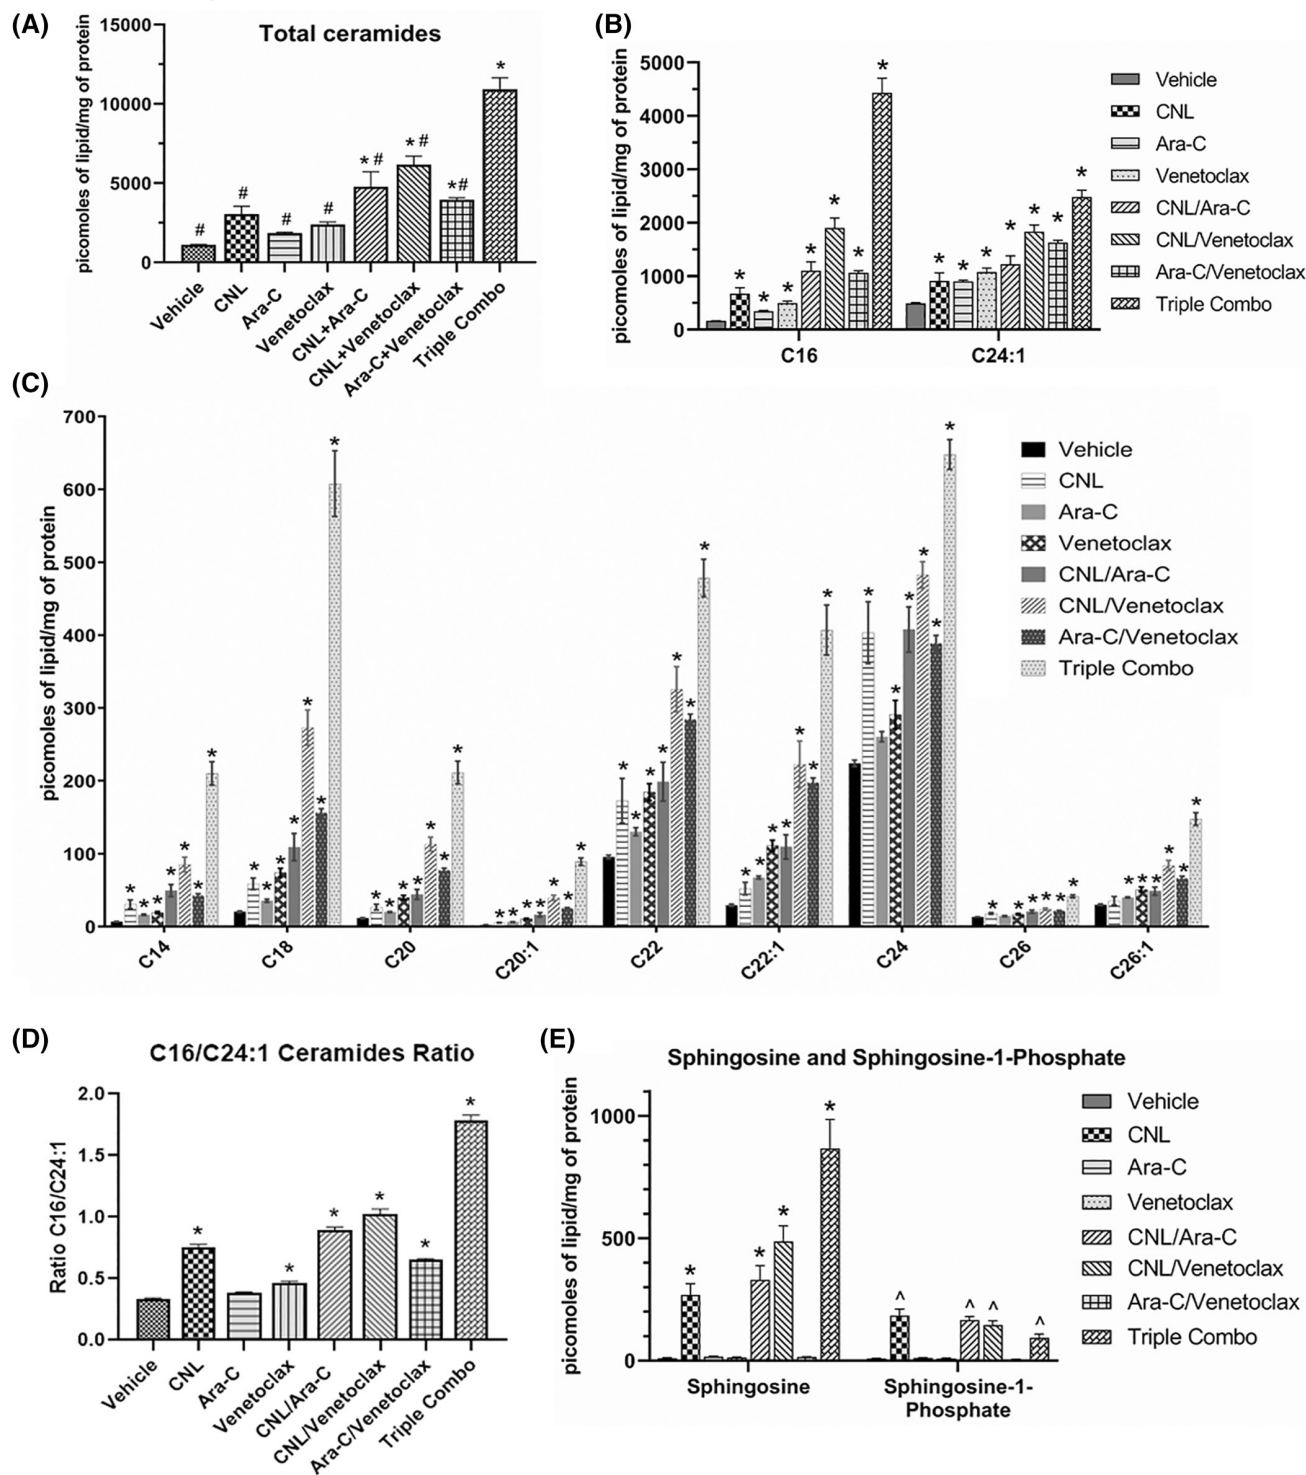 (A)
Total ceramides
picomoles of lipid/mg of protein
15000
10000
5000
0
#
#
#
#
*#
*#
*#
*
Vehicle
CNL
Ara-C
Venetoclax
CNL+Ara-C
CNL+Venetoclax
Ara-C+Venetoclax
Triple Combo
(B)
picomoles of lipid/mg of protein
5000
4000
3000
2000
1000
0
* * * * * * *
* * * * * * *
C16
C24:1
Vehicle
CNL
Ara-C
Venetoclax
CNL/Ara-C
CNL/Venetoclax
Ara-C/Venetoclax
Triple Combo
(C)
picomoles of lipid/mg of protein
700
600
500
400
300
200
100
0
* * * * * * *
* * * * * * *
* * * * * * *
* * * * * * *
* * * * * * *
* * * * * * *
* * * * * *
* * * * * *
* * * * * *
C14
C18
C20
C20:1
C22
C22:1
C24
C26
C26:1
Vehicle
CNL
Ara-C
Venetoclax
CNL/Ara-C
CNL/Venetoclax
Ara-C/Venetoclax
Triple Combo
(D)
C16/C24:1 Ceramides Ratio
Ratio C16/C24:1
2.0
1.5
1.0
0.5
0.0
* * * * * *
Vehicle
CNL
Ara-C
Venetoclax
CNL/Ara-C
CNL/Venetoclax
Ara-C/Venetoclax
Triple Combo
(E)
Sphingosine and Sphingosine-1-Phosphate
picomoles of lipid/mg of protein
1000
500
0
* * * *
^ ^ ^ ^
Sphingosine
Sphingosine-1-
Phosphate
Vehicle
CNL
Ara-C
Venetoclax
CNL/Ara-C
CNL/Venetoclax
Ara-C/Venetoclax
Triple Combo